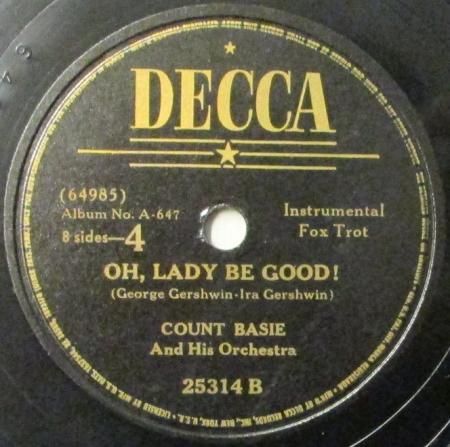 DECCA
(64985)
Album No. A-647
8 sides—4
Instrumental
Fox Trot
OH, LADY BE GOOD!
(George Gershwin-Ira Gershwin)
COUNT BASIE
And His Orchestra
25314 B